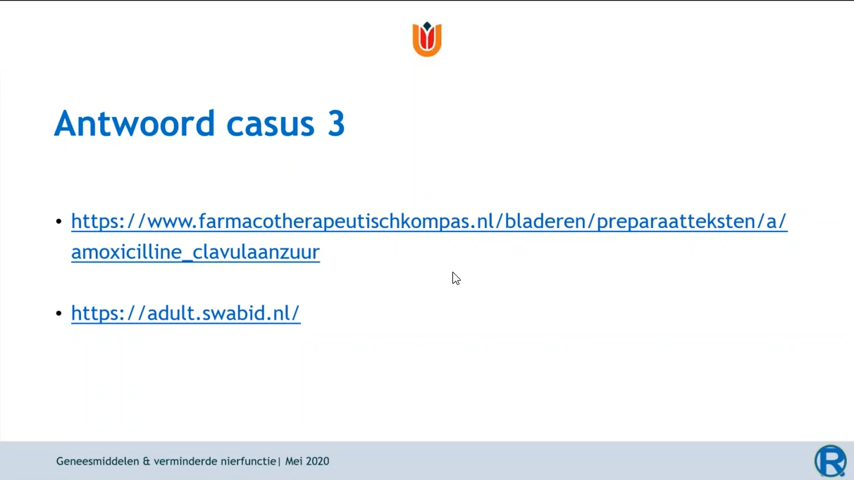 Antwoord casus 3
• https://www.farmacotherapeutischkompas.nl/bladeren/preparaatteksten/a/
amoxicilline_clavulaanzuur
• https://adult.swabid.nl/
Geneesmiddelen & verminderde nierfunctie| Mei 2020
R